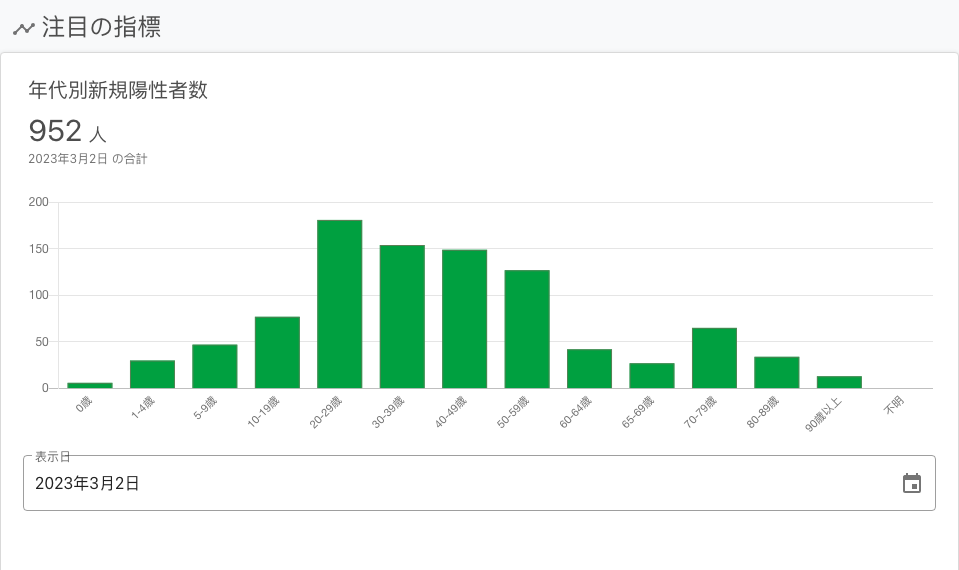 注目の指標
年代別新規陽性者数
952 人
2023年3月2日 の合計
200
150
100
50
0
0歳
1-4歳
5-9歳
10-19歳
20-29歳
30-39歳
40-49歳
50-59歳
60-64歳
65-69歳
70-79歳
80-89歳
90歳以上
不明
表示日
2023年3月2日